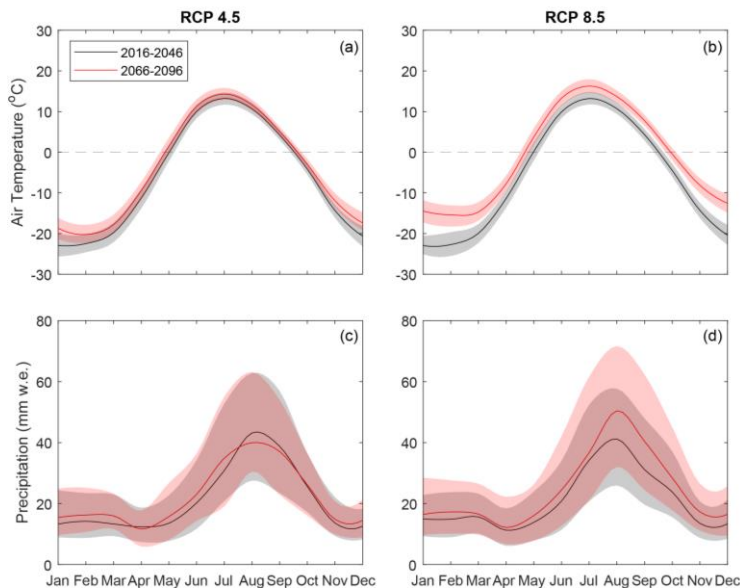 RCP 4.5
RCP 8.5
30
20
10
0
-10
-20
-30
Air Temperature (°C)
2016-2046
2066-2096
(a)
30
20
10
0
-10
-20
-30
(b)
80
60
40
20
0
Precipitation (mm w.e.)
(c)
Jan Feb Mar Apr May Jun Jul Aug Sep Oct Nov Dec
80
60
40
20
0
(d)
Jan Feb Mar Apr May Jun Jul Aug Sep Oct Nov Dec